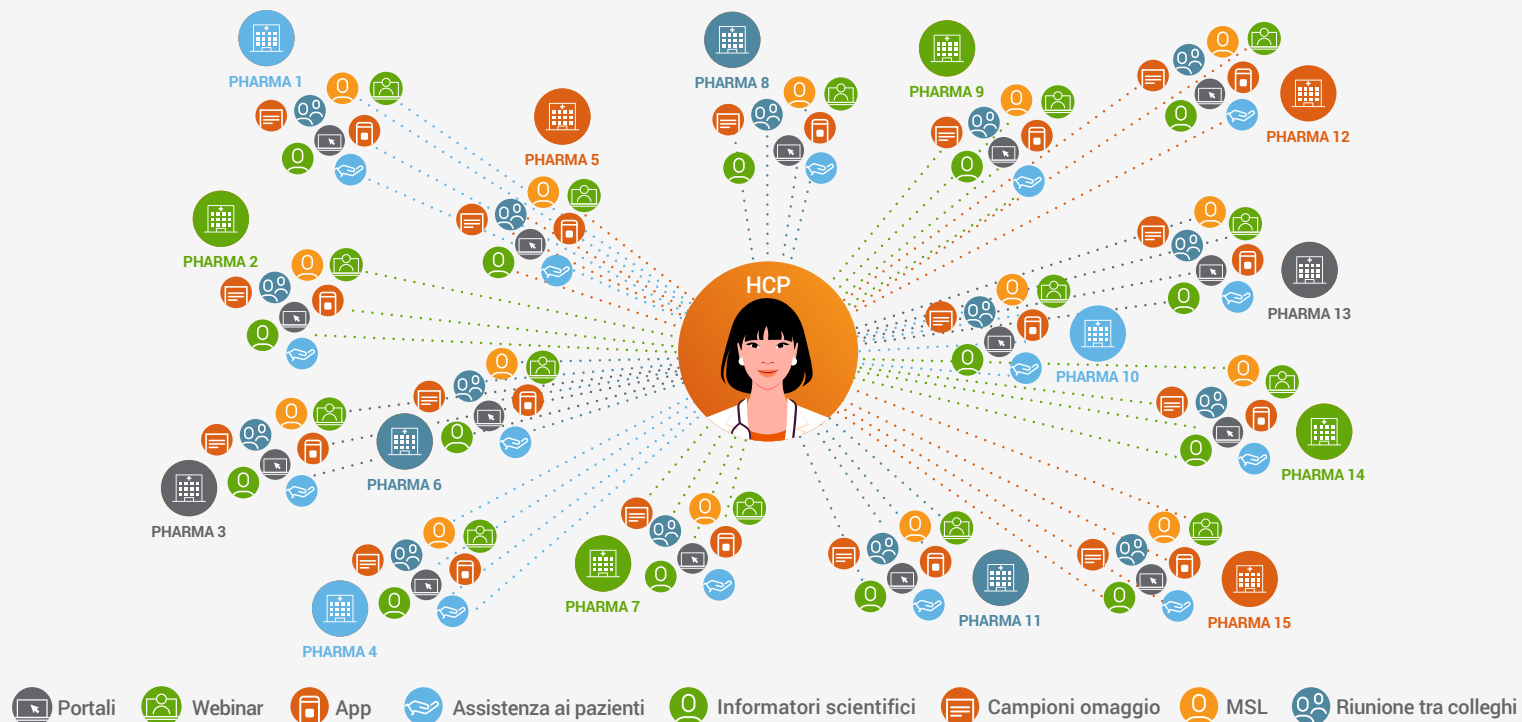 PHARMA 1
PHARMA 8
PHARMA 9
PHARMA 12
PHARMA 5
PHARMA 2
HCP
PHARMA 13
PHARMA 10
PHARMA 6
PHARMA 14
PHARMA 3
PHARMA 7
PHARMA 11
PHARMA 15
PHARMA 4
Portali Webinar App Assistenza ai pazienti Informatori scientifici Campioni omaggio MSL Riunione tra colleghi